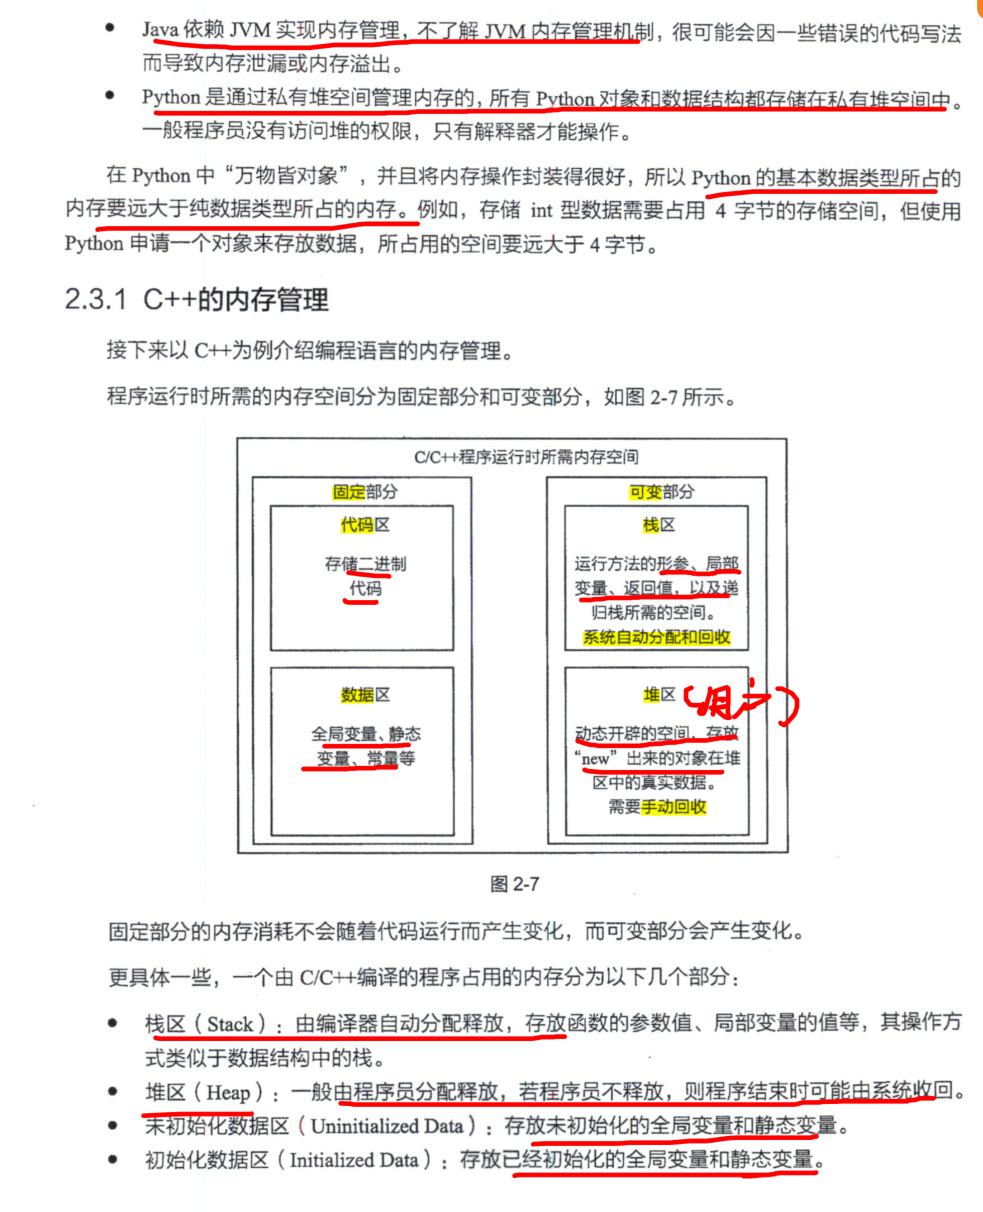 • Java 依赖 JVM 实现内存管理，不了解 JVM 内存管理机制，很可能会因一些错误的代码写法
而导致内存泄漏或内存溢出。
• Python 是通过私有堆空间管理内存的，所有 Python 对象和数据结构都存储在私有堆空间中。
一般程序员没有访问堆的权限，只有解释器才能操作。
在 Python 中“万物皆对象”，并且将内存操作封装得很好，所以 Python 的基本数据类型所占的
内存要远大于纯数据类型所占的内存。例如，存储 int 型数据需要占用 4 字节的存储空间，但使用
Python 申请一个对象来存放数据，所占用的空间要远大于 4 字节。
2.3.1 C++的内存管理
接下来以 C++为例介绍编程语言的内存管理。
程序运行时所需的内存空间分为固定部分和可变部分，如图 2-7 所示。
C/C++程序运行时所需内存空间
固定部分
代码区
存储二进制
代码
数据区
全局变量、静态
变量、常量等
可变部分
栈区
运行方法的形参、局部
变量、返回值，以及递
归栈所需的空间。
系统自动分配和回收
堆区 (用户)
动态开辟的空间，存放
“new”出来的对象在堆
区中的真实数据。
需要手动回收
图 2-7
固定部分的内存消耗不会随着代码运行而产生变化，而可变部分会产生变化。
更具体一些，一个由 C/C++编译的程序占用的内存分为以下几个部分：
• 栈区（Stack）：由编译器自动分配释放，存放函数的参数值、局部变量的值等，其操作方
式类似于数据结构中的栈。
• 堆区（Heap）：一般由程序员分配释放，若程序员不释放，则程序结束时可能由系统收回。
• 未初始化数据区（Uninitialized Data）：存放未初始化的全局变量和静态变量。
• 初始化数据区（Initialized Data）：存放已经初始化的全局变量和静态变量。